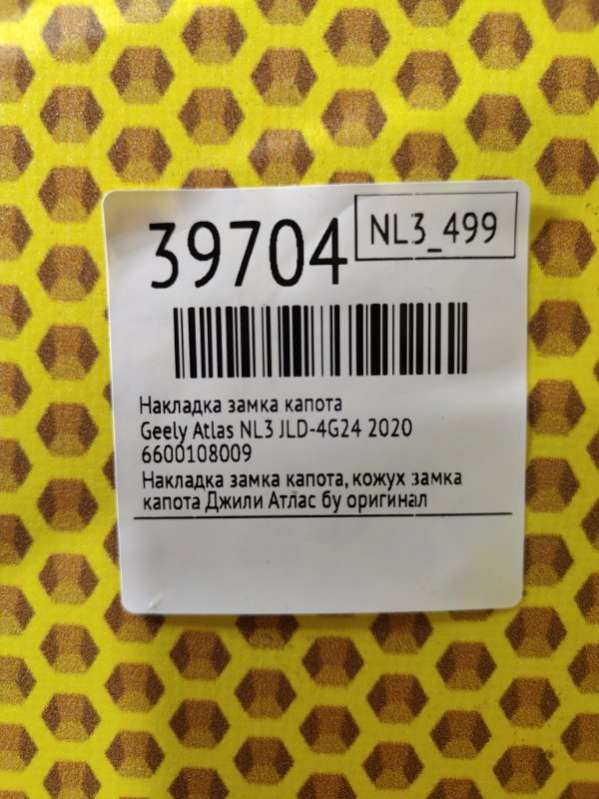 39704
NL3_499
Накладка замка капота
Geely Atlas NL3 JLD-4G24 2020
6600108009
Накладка замка капота, кожух замка
капота Джили Атлас бу оригинал